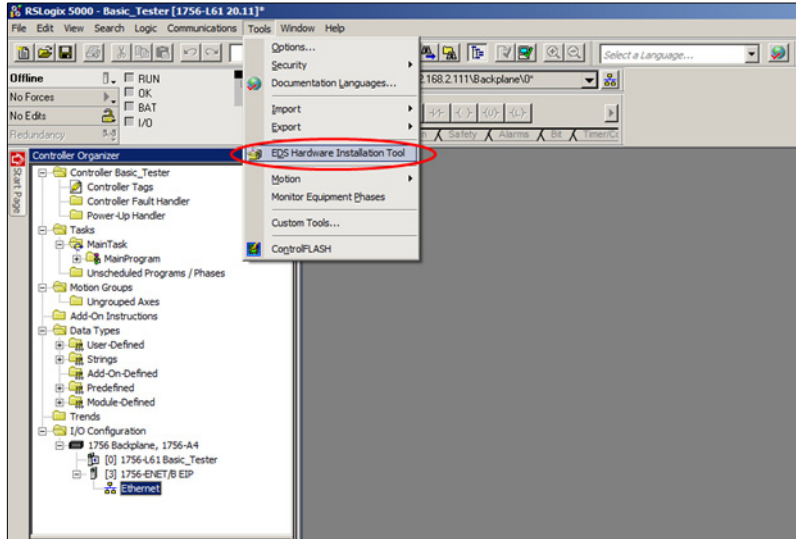 RSLogix 5000 - Basic_Tester [1756-L61 20.11]*
File Edit View Search Logic Communications Tools Window Help
Select a Language...
Options...
Security
Documentation Languages...
Import
Export
EDS Hardware Installation Tool
Motion
Monitor Equipment Phases
Custom Tools...
ControlFLASH
Offline
RUN
No Forces
OK
No Edits
BAT
Redundancy
I/O
2.168.2.111\Backplane\0*
Safety Alarms Bit
Start Page
Controller Organizer
Controller Basic_Tester
Controller Tags
Controller Fault Handler
Power-Up Handler
Tasks
MainTask
MainProgram
Unscheduled Programs / Phases
Motion Groups
Ungrouped Axes
Add-On Instructions
Data Types
User-Defined
Strings
Add-On-Defined
Predefined
Module-Defined
Trends
I/O Configuration
1756 Backplane, 1756-A4
[0] 1756-L61 Basic_Tester
[3] 1756-ENET/B EIP
Ethernet